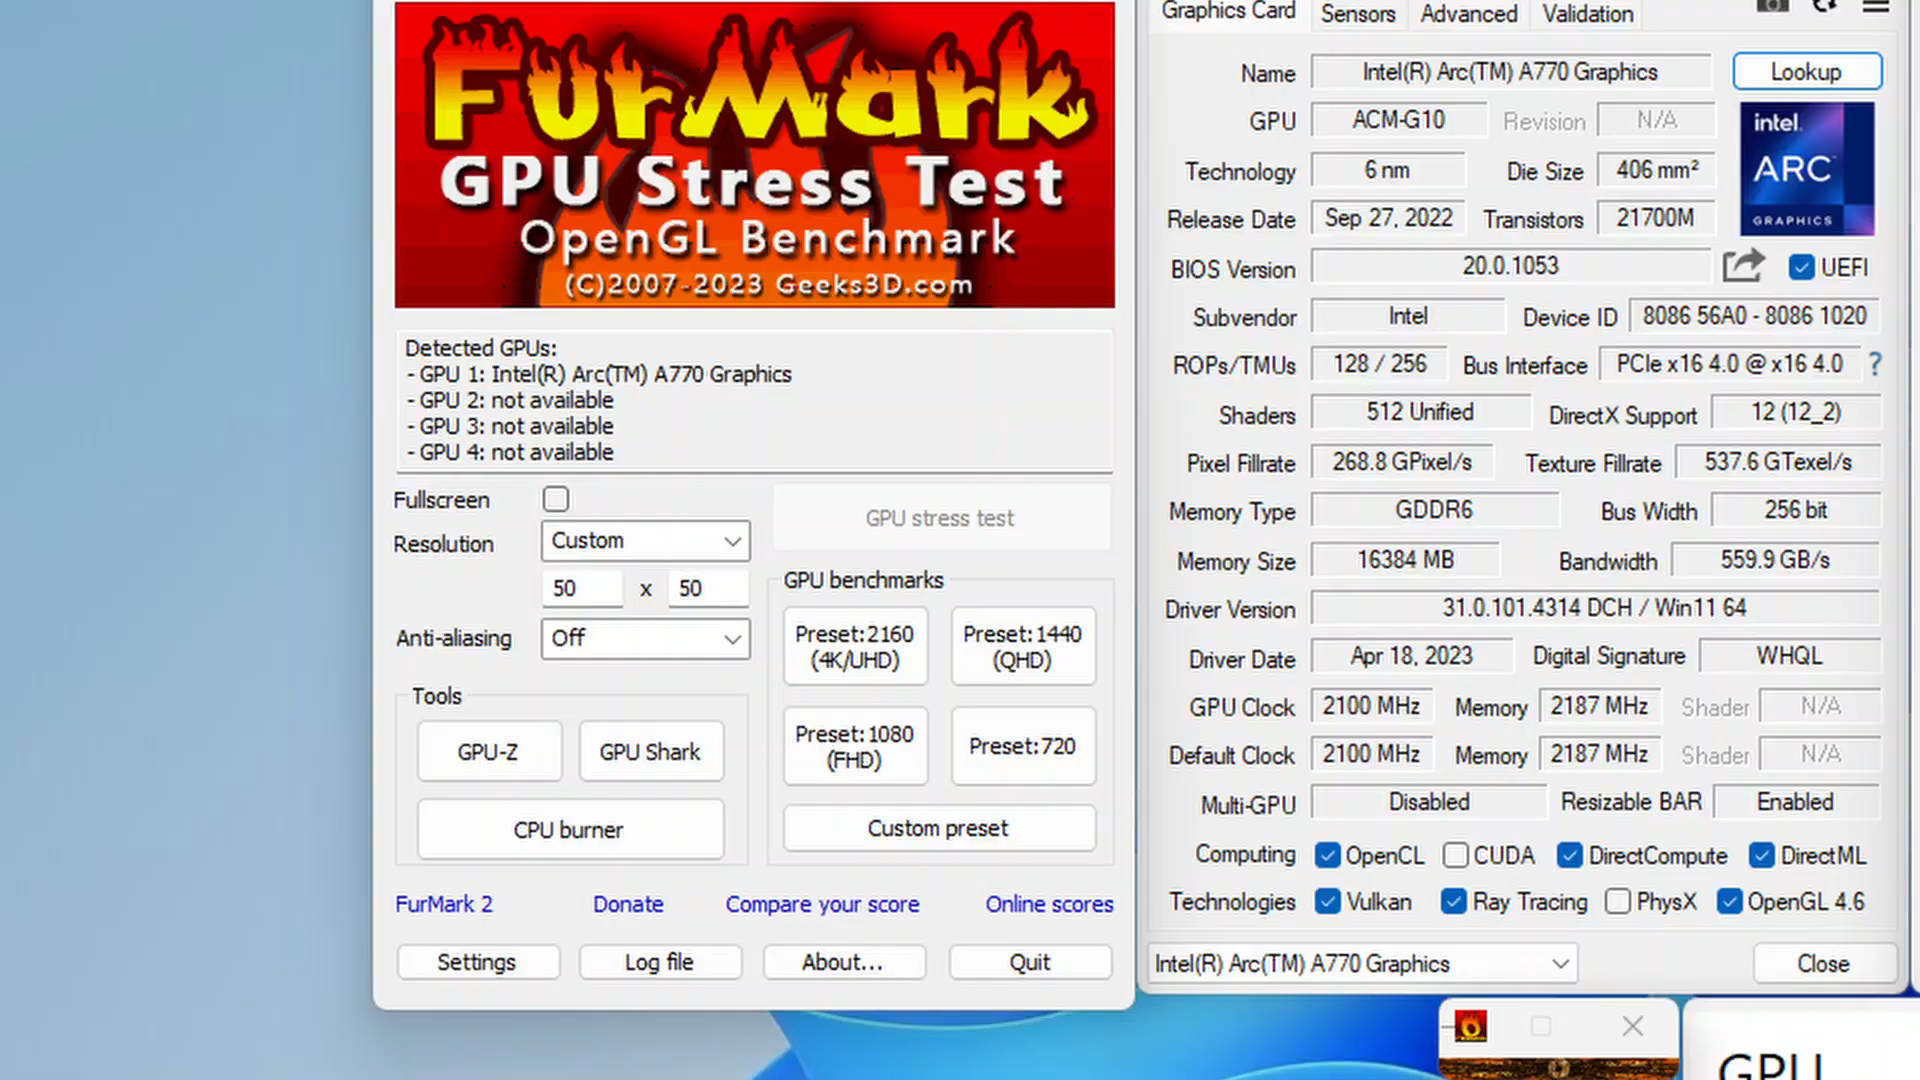 FurMark
GPU Stress Test
OpenGL Benchmark
(C)2007-2023 Geeks3D.com
Detected GPUs:
- GPU 1: Intel(R) Arc(TM) A770 Graphics
- GPU 2: not available
- GPU 3: not available
- GPU 4: not available
Fullscreen
GPU stress test
Resolution Custom
50 x 50
Anti-aliasing Off
GPU benchmarks
Preset:2160
(4K/UHD)
Preset:1440
(QHD)
Preset:1080
(FHD)
Preset:720
Custom preset
Tools
GPU-Z GPU Shark
CPU burner
FurMark 2 Donate Compare your score Online scores
Settings Log file About... Quit
Graphics Card Sensors Advanced Validation
Name Intel(R) Arc(TM) A770 Graphics Lookup
GPU ACM-G10 Revision N/A
intel.
ARC
GRAPHICS
Technology 6 nm Die Size 406 mm²
Release Date Sep 27, 2022 Transistors 21700M
BIOS Version 20.0.1053 UEFI
Subvendor Intel Device ID 8086 56A0 - 8086 1020
ROPs/TMUs 128 / 256 Bus Interface PCIe x16 4.0 @ x16 4.0 ?
Shaders 512 Unified DirectX Support 12 (12_2)
Pixel Fillrate 268.8 GPixel/s Texture Fillrate 537.6 GTexel/s
Memory Type GDDR6 Bus Width 256 bit
Memory Size 16384 MB Bandwidth 559.9 GB/s
Driver Version 31.0.101.4314 DCH / Win11 64
Driver Date Apr 18, 2023 Digital Signature WHQL
GPU Clock 2100 MHz Memory 2187 MHz Shader N/A
Default Clock 2100 MHz Memory 2187 MHz Shader N/A
Multi-GPU Disabled Resizable BAR Enabled
Computing OpenCL CUDA DirectCompute DirectML
Technologies Vulkan Ray Tracing PhysX OpenGL 4.6
Intel(R) Arc(TM) A770 Graphics Close
GPU